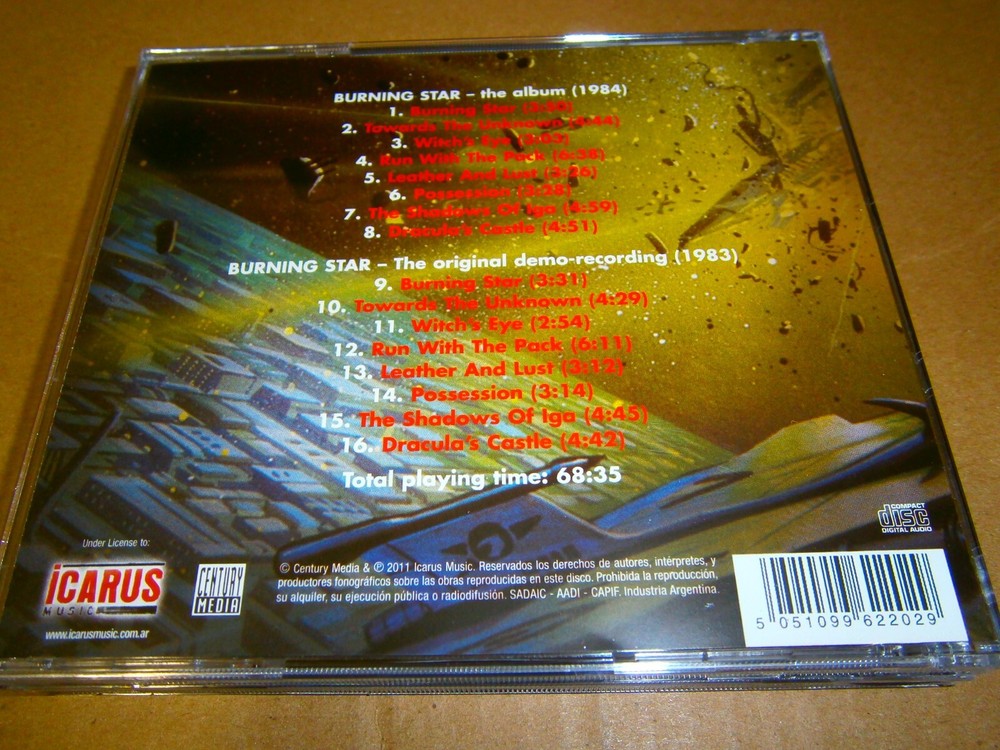 BURNING STAR – the album (1984)
1. Burning Star
2. Towards The Unknown (4:44)
3. Witch's Eye (3:03)
4. Run With The Pack (6:38)
5. Leather And Lust (3:26)
6. Possession (3:28)
7. The Shadows Of Iga (4:59)
8. Dracula's Castle (4:51)
BURNING STAR – The original demo-recording (1983)
9. Burning Star (3:31)
10. Towards The Unknown (4:29)
11. Witch's Eye (2:54)
12. Run With The Pack (6:11)
13. Leather And Lust (3:12)
14. Possession (3:14)
15. The Shadows Of Iga (4:45)
16. Dracula's Castle (4:42)
Total playing time: 68:35
COMPACT
disc
DIGITAL AUDIO
Under License to:
iCARUS
MUSIC
www.icarusmusic.com.ar
CENTURY
MEDIA
© Century Media & ℗ 2011 Icarus Music. Reservados los derechos de autores, intérpretes, y
productores fonográficos sobre las obras reproducidas en este disco. Prohibida la reproducción,
su alquiler, su ejecución pública o radiodifusión. SADAIC - AADI - CAPIF. Industria Argentina.
5 051099 622029